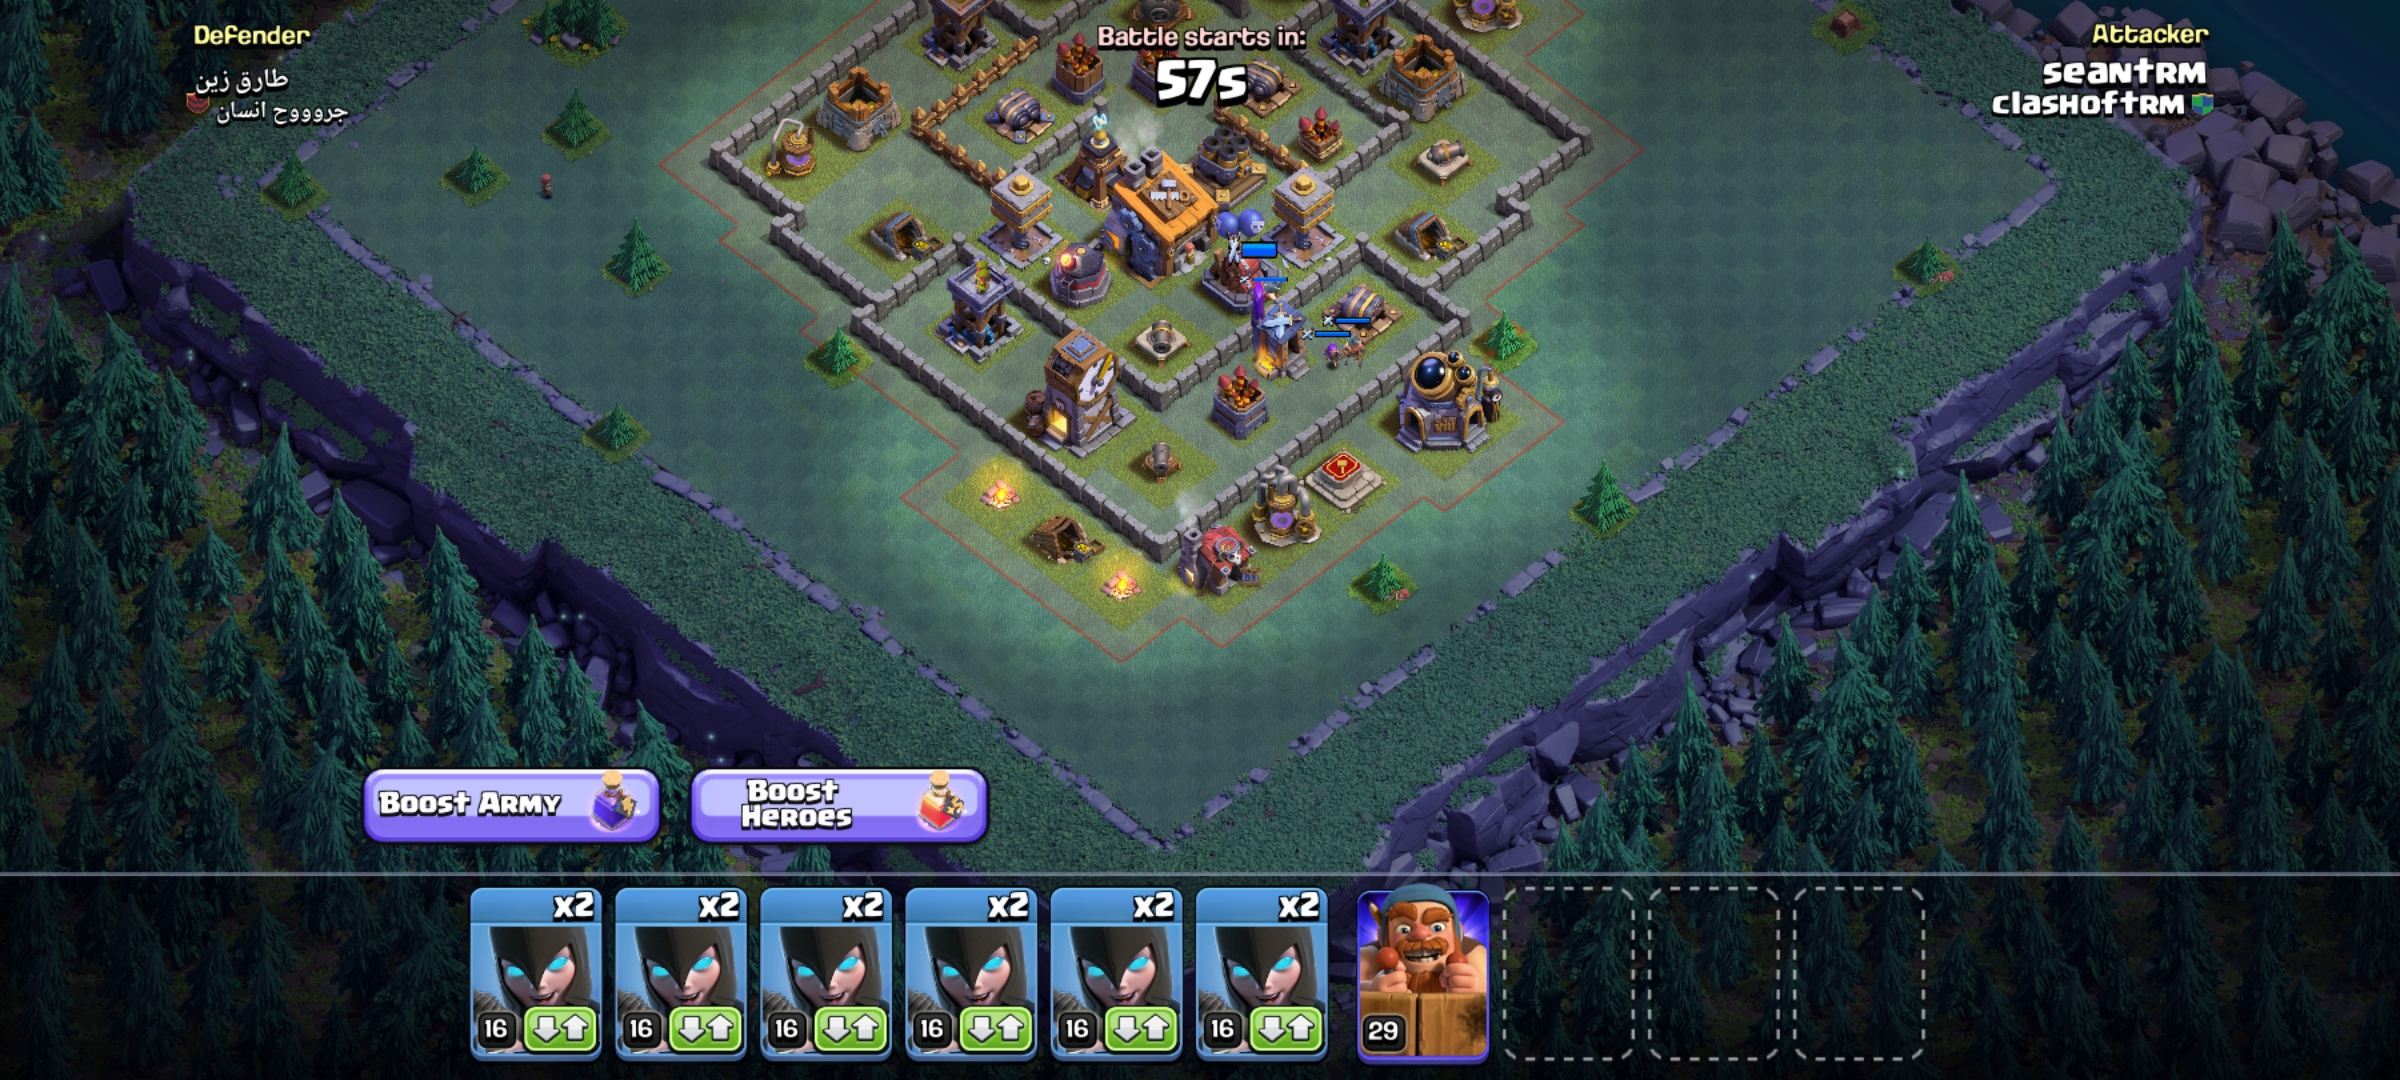 Defender
طارق زين
جروووح انسان
Battle starts in:
57s
Attacker
seantrm
clashoftrm
Boost Army
Boost
Heroes
x2
x2
x2
x2
x2
x2
16
16
16
16
16
16
29